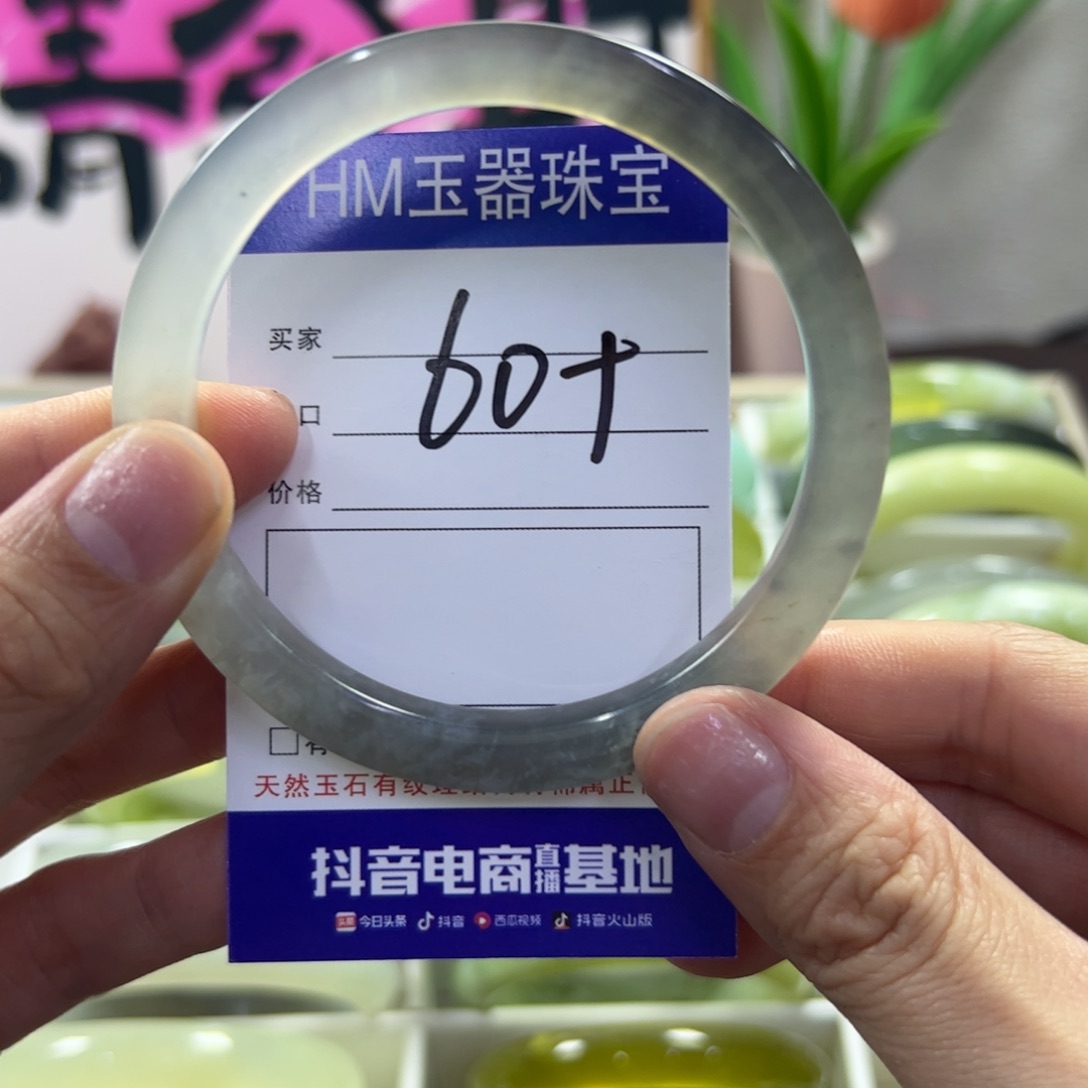 HM玉器珠宝
买家
60+
口
价格
天然玉石有纹理
抖音电商直播基地
今日头条 抖音 西瓜视频 抖音火山版